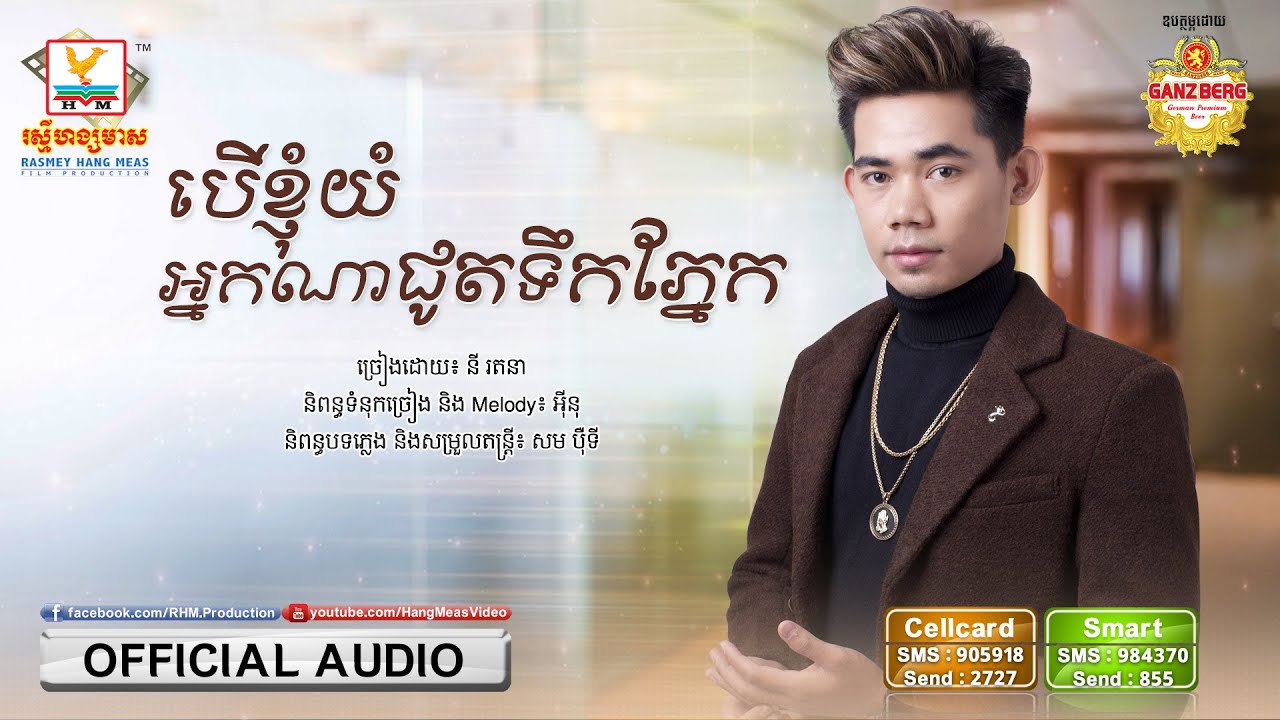 TM
H M
រស្មីហង្សមាស
RASMEY HANG MEAS
FILM PRODUCTION
ឧបត្ថម្ភដោយ
GANZBERG
German Premium
Beer
បើខ្ញុំយំ
អ្នកណាជូតទឹកភ្នែក
ច្រៀងដោយ៖ នី រតនា
និពន្ធទំនុកច្រៀង និង Melody៖ អ៊ីនុ
និពន្ធបទភ្លេង និងសម្រួលតន្ត្រី៖ សម ប៊ុទី
facebook.com/RHM.Production
youtube.com/HangMeasVideo
OFFICIAL AUDIO
Cellcard
SMS : 905918
Send : 2727
Smart
SMS : 984370
Send : 855